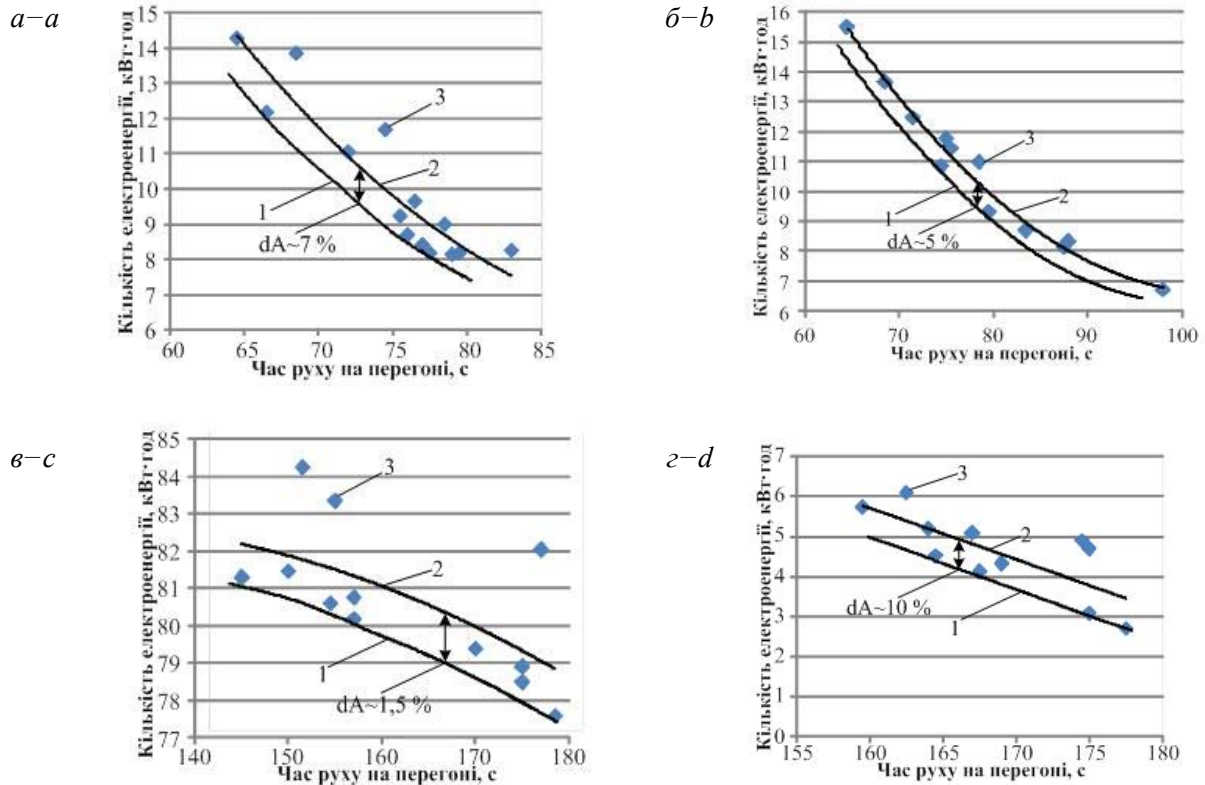 а−a
Кількість електроенергії, кВт·год
15
14
13
12
11
10
9
8
7
6
3
2
1
dA~7 %
60 65 70 75 80 85
Час руху на перегоні, с
б−b
Кількість електроенергії, кВт·год
16
15
14
13
12
11
10
9
8
7
6
3
2
1
dA~5 %
60 70 80 90 100
Час руху на перегоні, с
в−c
Кількість електроенергії, кВт·год
85
84
83
82
81
80
79
78
77
3
2
1
dA~1,5 %
140 150 160 170 180
Час руху на перегоні, с
г−d
Кількість електроенергії, кВт·год
7
6
5
4
3
2
1
0
3
2
dA~10 %
1
155 160 165 170 175 180
Час руху на перегоні, с